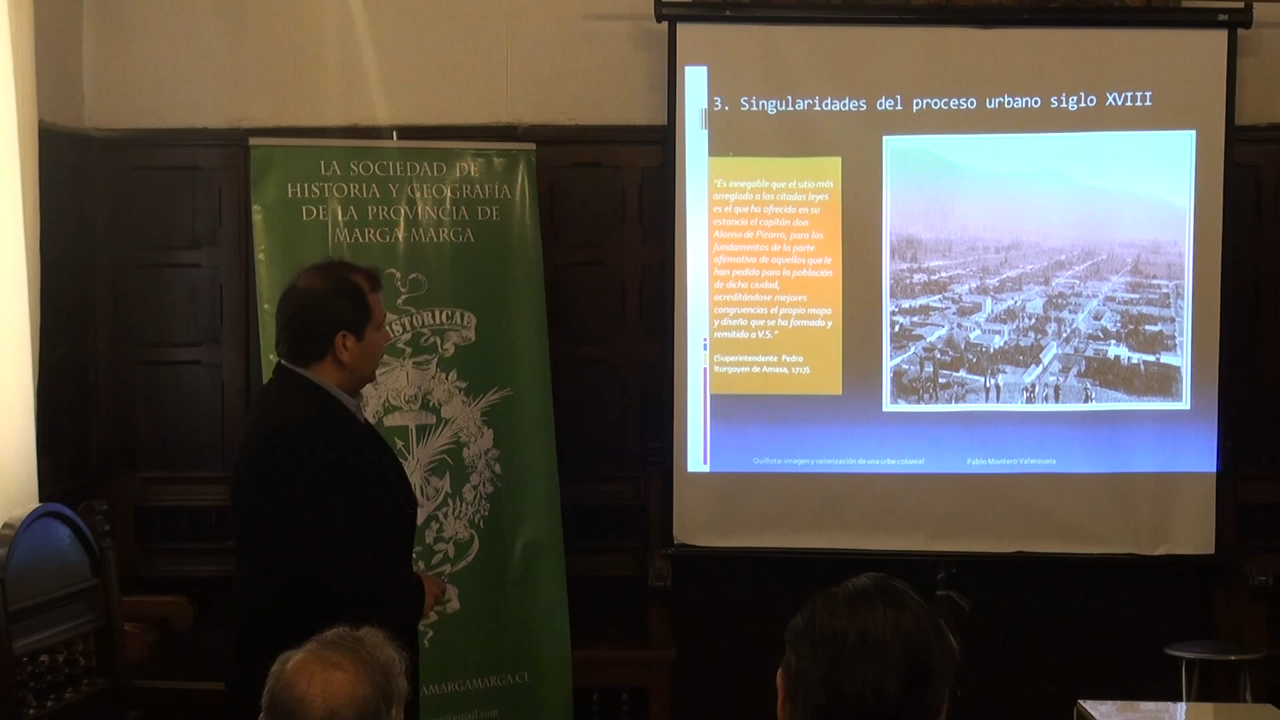 LA SOCIEDAD DE
HISTORIA Y GEOGRAFÍA
DE LA PROVINCIA DE
MARGA-MARGA
HISTORICAE
AMARGAMARGA.CL
3. Singularidades del proceso urbano siglo XVIII
"Es innegable que el sitio más
arreglado a las citadas leyes
es el que ha ofrecido en su
estancia el capitán don
Alonso de Pizarro, para los
fundamentos de la parte
afirmativa de aquellos que le
han pedido para la población
de dicha ciudad,
acreditándose mejores
congruencias el propio mapa
y diseño que se ha formado y
remitido a V.S."
(Superintendente Pedro
Iturgoyen de Amasa, 1717).
Quillota: imagen y valorización de una urbe colonial
Pablo Montero Valenzuela
3M